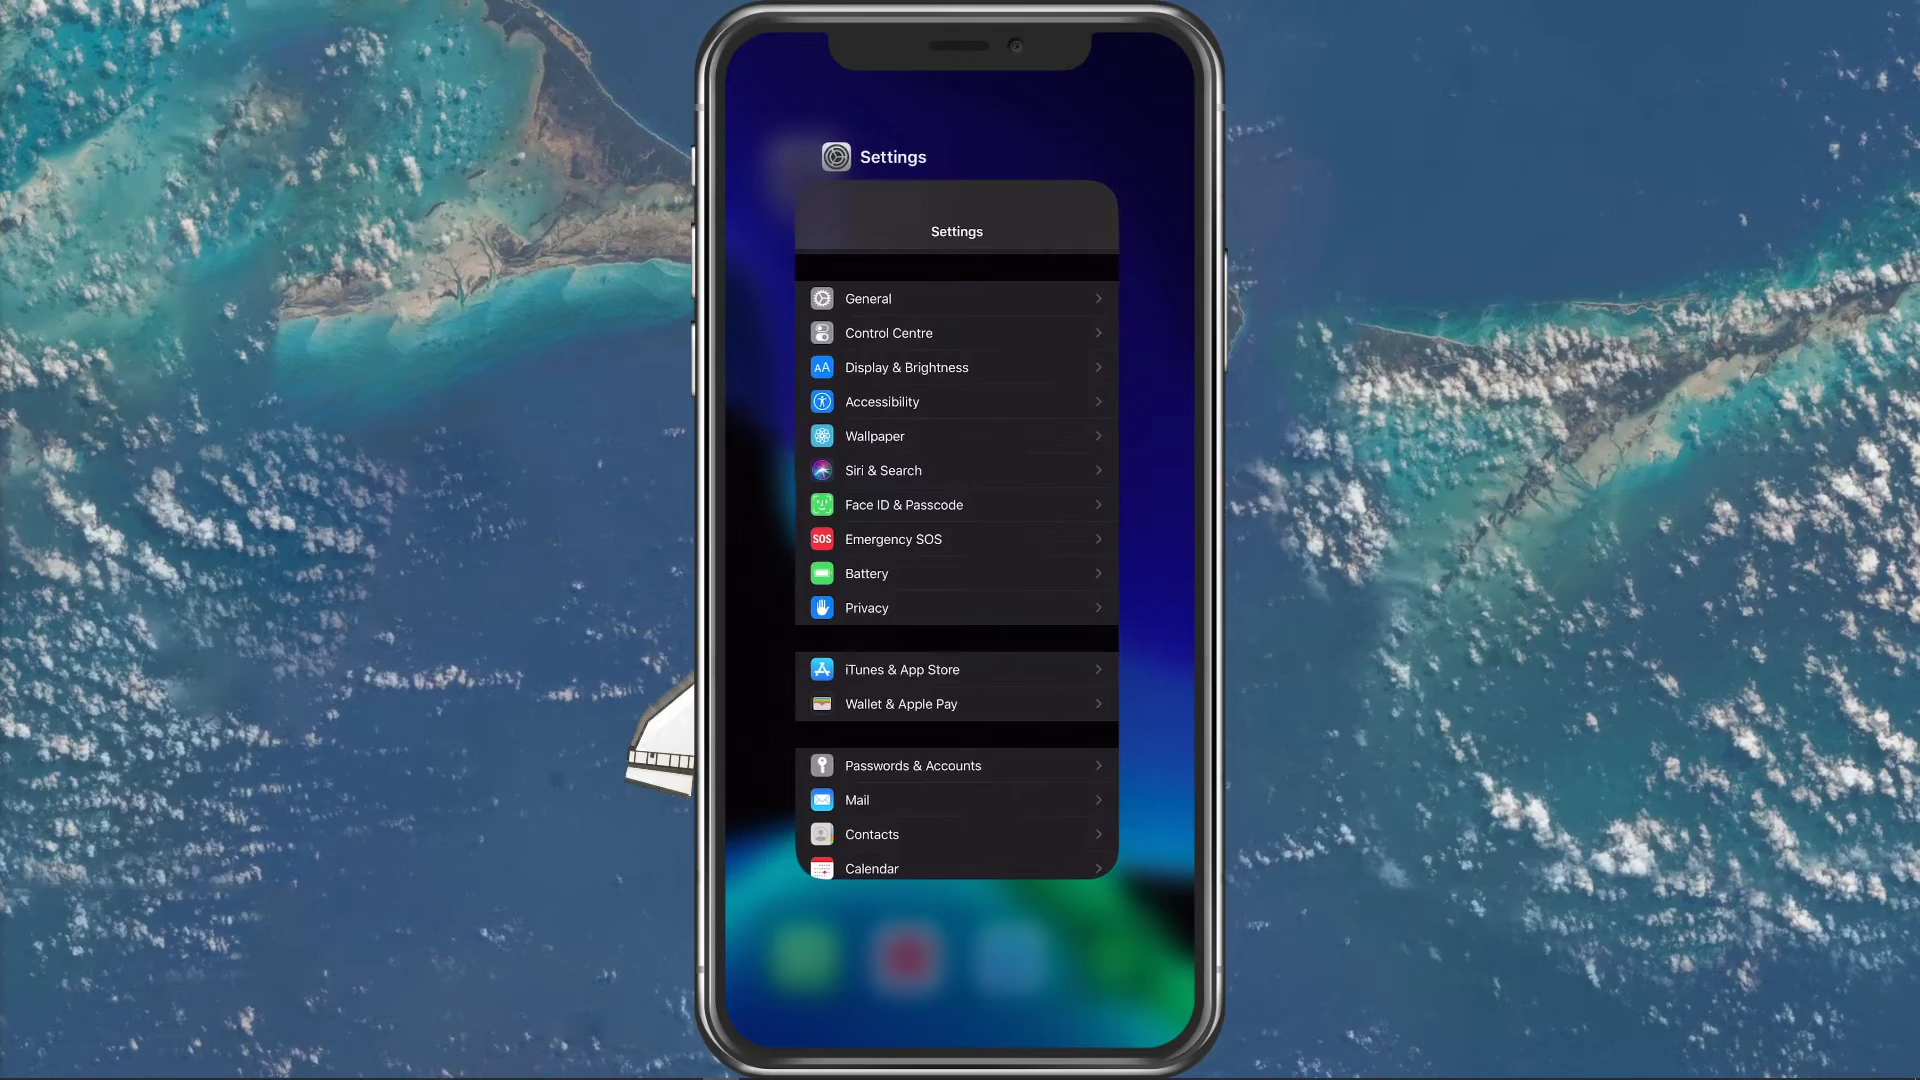 Settings
Settings
General
Control Centre
AA Display & Brightness
Accessibility
Wallpaper
Siri & Search
Face ID & Passcode
SOS Emergency SOS
Battery
Privacy
iTunes & App Store
Wallet & Apple Pay
Passwords & Accounts
Mail
Contacts
Calendar